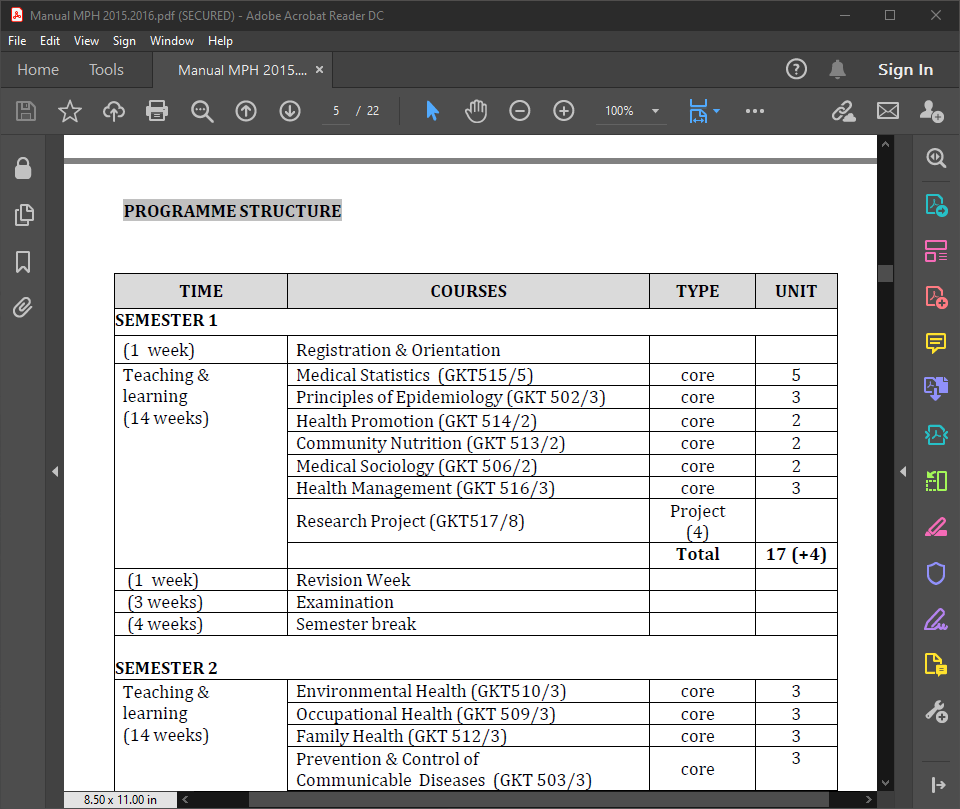 Manual MPH 2015.2016.pdf (SECURED) - Adobe Acrobat Reader DC
File Edit View Sign Window Help
Home Tools Manual MPH 2015.... × ? Sign In
5 / 22 100%
PROGRAMME STRUCTURE
TIME COURSES TYPE UNIT
SEMESTER 1
(1 week) Registration & Orientation
Teaching & Medical Statistics (GKT515/5) core 5
learning Principles of Epidemiology (GKT 502/3) core 3
(14 weeks) Health Promotion (GKT 514/2) core 2
Community Nutrition (GKT 513/2) core 2
Medical Sociology (GKT 506/2) core 2
Health Management (GKT 516/3) core 3
Research Project (GKT517/8) Project
(4)
Total 17 (+4)
(1 week) Revision Week
(3 weeks) Examination
(4 weeks) Semester break
SEMESTER 2
Teaching & Environmental Health (GKT510/3) core 3
learning Occupational Health (GKT 509/3) core 3
(14 weeks) Family Health (GKT 512/3) core 3
Prevention & Control of core 3
Communicable Diseases (GKT 503/3)
8.50 x 11.00 in